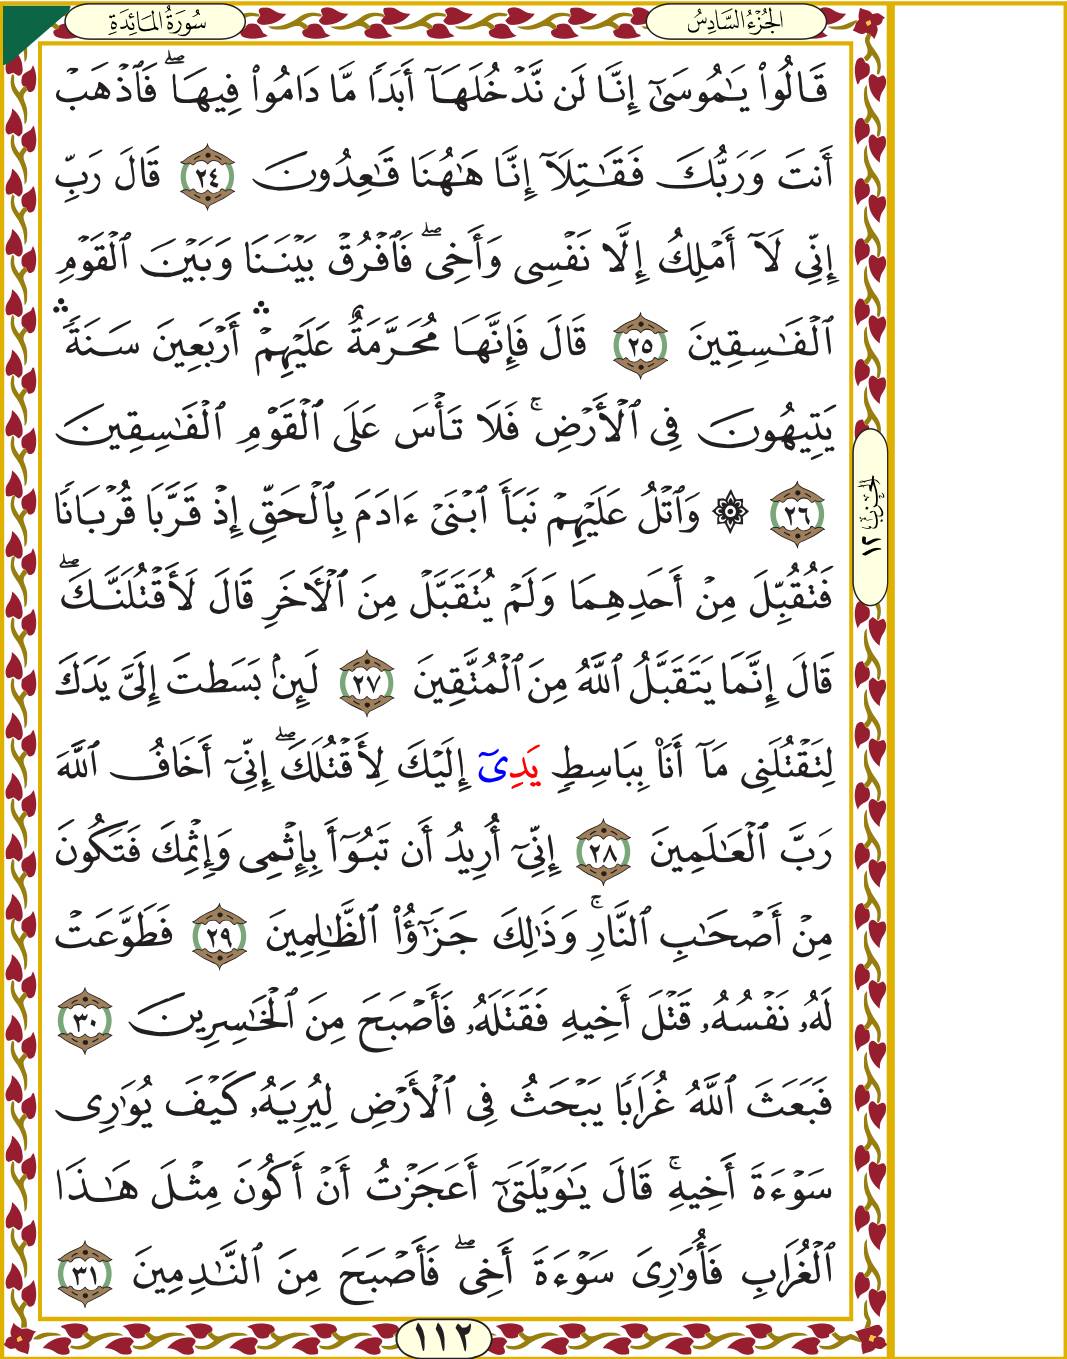 الجُزْءُ السَّادِسُ
سُورَةُ المَائِدَةِ
قَالُوا۟ يَـٰمُوسَىٰٓ إِنَّا لَن نَّدْخُلَهَآ أَبَدًا مَّا دَامُوا۟ فِيهَا ۖ فَٱذْهَبْ
أَنتَ وَرَبُّكَ فَقَـٰتِلَآ إِنَّا هَـٰهُنَا قَـٰعِدُونَ ٢٤ قَالَ رَبِّ
إِنِّى لَآ أَمْلِكُ إِلَّا نَفْسِى وَأَخِى ۖ فَٱفْرُقْ بَيْنَنَا وَبَيْنَ ٱلْقَوْمِ
ٱلْفَـٰسِقِينَ ٢٥ قَالَ فَإِنَّهَا مُحَرَّمَةٌ عَلَيْهِمْ ۛ أَرْبَعِينَ سَنَةً ۛ
يَتِيهُونَ فِى ٱلْأَرْضِ ۚ فَلَا تَأْسَ عَلَى ٱلْقَوْمِ ٱلْفَـٰسِقِينَ
٢٦ ۞ وَٱتْلُ عَلَيْهِمْ نَبَأَ ٱبْنَىْ ءَادَمَ بِٱلْحَقِّ إِذْ قَرَّبَا قُرْبَانًا
فَتُقُبِّلَ مِنْ أَحَدِهِمَا وَلَمْ يُتَقَبَّلْ مِنَ ٱلْـَٔاخَرِ قَالَ لَأَقْتُلَنَّكَ ۖ
قَالَ إِنَّمَا يَتَقَبَّلُ ٱللَّهُ مِنَ ٱلْمُتَّقِينَ ٢٧ لَئِنۢ بَسَطتَ إِلَىَّ يَدَكَ
لِتَقْتُلَنِى مَآ أَنَا۠ بِبَاسِطٍ يَدِىَ إِلَيْكَ لِأَقْتُلَكَ ۖ إِنِّىٓ أَخَافُ ٱللَّهَ
رَبَّ ٱلْعَـٰلَمِينَ ٢٨ إِنِّىٓ أُرِيدُ أَن تَبُوٓأَ بِإِثْمِى وَإِثْمِكَ فَتَكُونَ
مِنْ أَصْحَـٰبِ ٱلنَّارِ ۚ وَذَٰلِكَ جَزَٰٓؤُا۟ ٱلظَّـٰلِمِينَ ٢٩ فَطَوَّعَتْ
لَهُۥ نَفْسُهُۥ قَتْلَ أَخِيهِ فَقَتَلَهُۥ فَأَصْبَحَ مِنَ ٱلْخَـٰسِرِينَ ٣٠
فَبَعَثَ ٱللَّهُ غُرَابًا يَبْحَثُ فِى ٱلْأَرْضِ لِيُرِيَهُۥ كَيْفَ يُوَٰرِى
سَوْءَةَ أَخِيهِ ۚ قَالَ يَـٰوَيْلَتَىٰٓ أَعَجَزْتُ أَنْ أَكُونَ مِثْلَ هَـٰذَا
ٱلْغُرَابِ فَأُوَٰرِىَ سَوْءَةَ أَخِى ۖ فَأَصْبَحَ مِنَ ٱلنَّـٰدِمِينَ ٣١
الحزب ١٢
١١٢